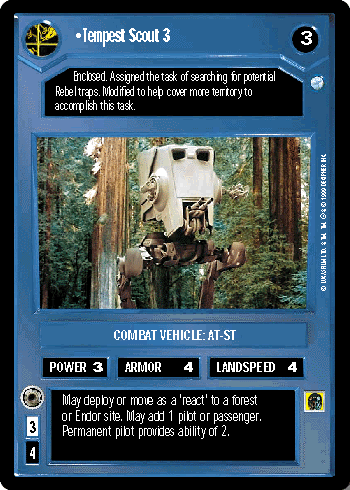 •Tempest Scout 3
3
Enclosed. Assigned the task of searching for potential
Rebel traps. Modified to help cover more territory to
accomplish this task.
COMBAT VEHICLE: AT-ST
POWER 3 ARMOR 4 LANDSPEED 4
May deploy or move as a 'react' to a forest
or Endor site. May add 1 pilot or passenger.
Permanent pilot provides ability of 2.
3
4